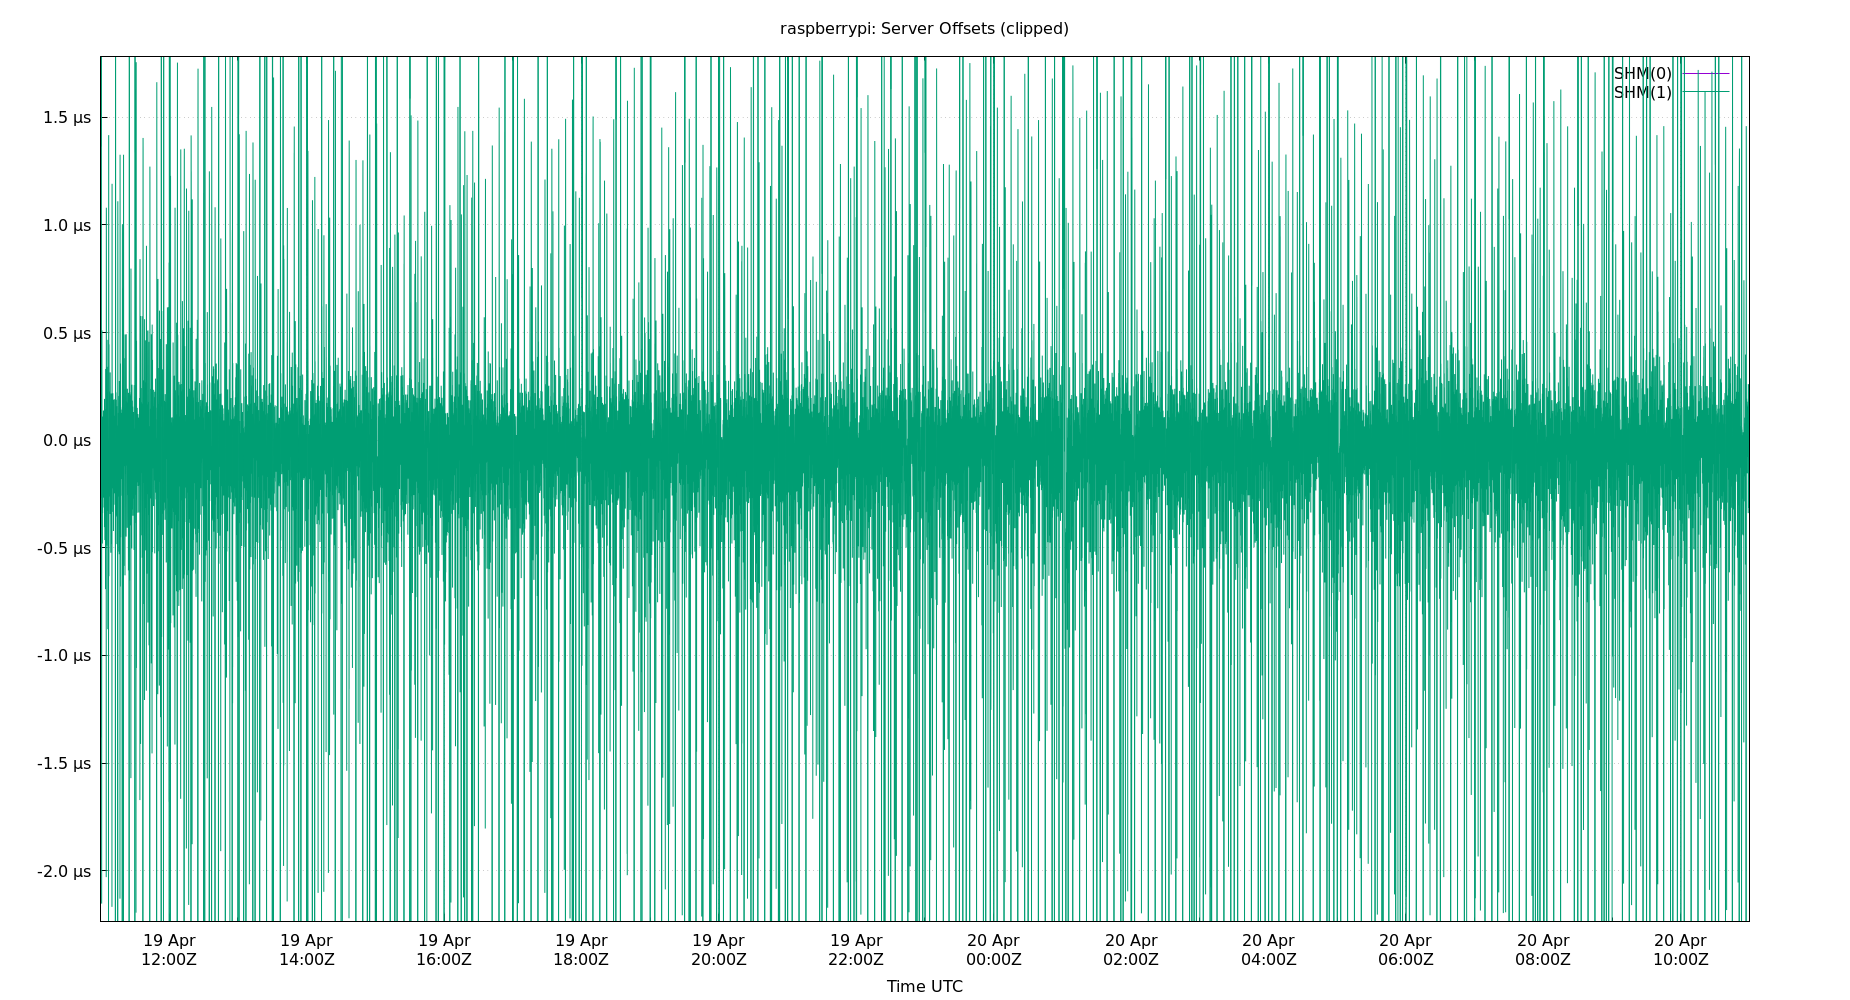 raspberrypi: Server Offsets (clipped)
SHM(0)
SHM(1)
1.5 µs
1.0 µs
0.5 µs
0.0 µs
-0.5 µs
-1.0 µs
-1.5 µs
-2.0 µs
19 Apr 19 Apr 19 Apr 19 Apr 19 Apr 19 Apr 20 Apr 20 Apr 20 Apr 20 Apr 20 Apr 20 Apr
12:00Z 14:00Z 16:00Z 18:00Z 20:00Z 22:00Z 00:00Z 02:00Z 04:00Z 06:00Z 08:00Z 10:00Z
Time UTC